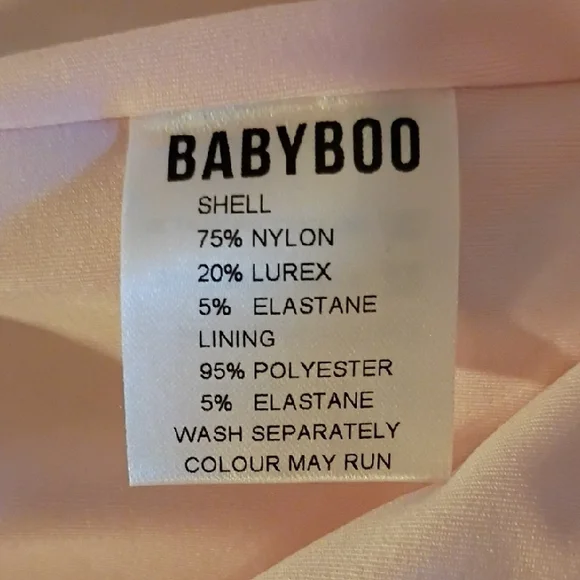 BABYBOO
SHELL
75% NYLON
20% LUREX
5% ELASTANE
LINING
95% POLYESTER
5% ELASTANE
WASH SEPARATELY
COLOUR MAY RUN